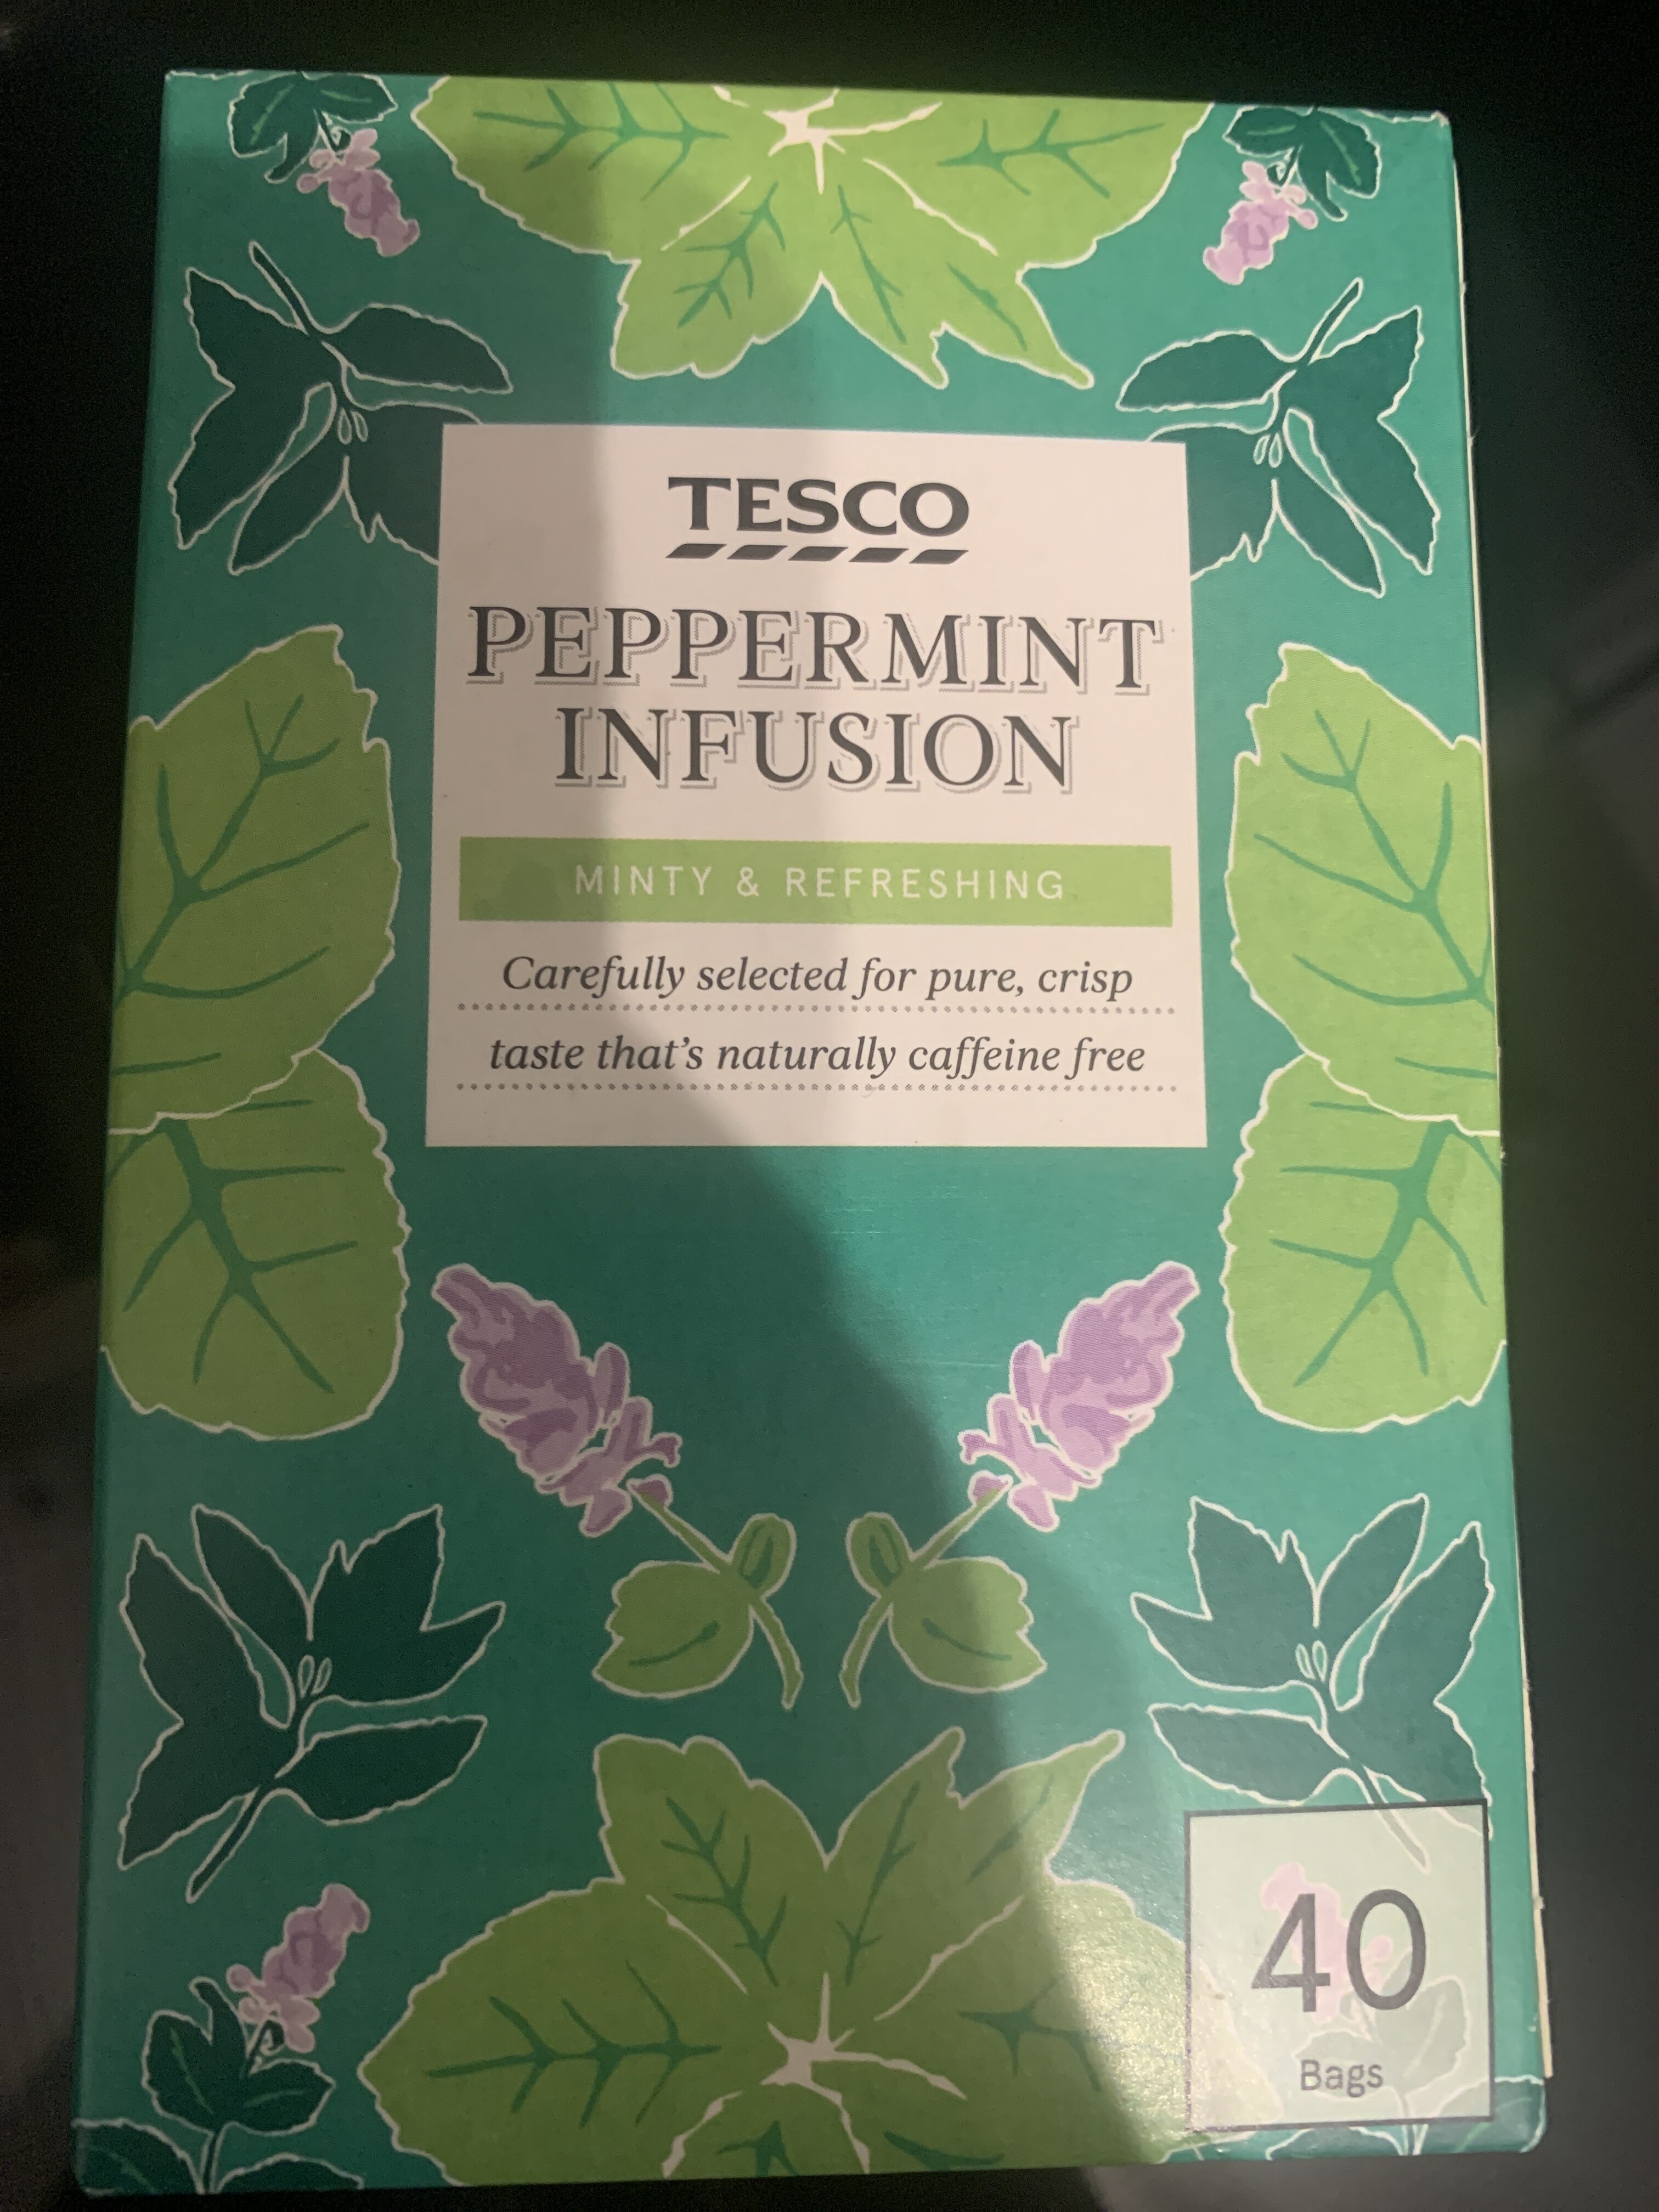 TESCO
PEPPERMINT
INFUSION
MINTY & REFRESHING
Carefully selected for pure, crisp
taste that's naturally caffeine free
40
Bags